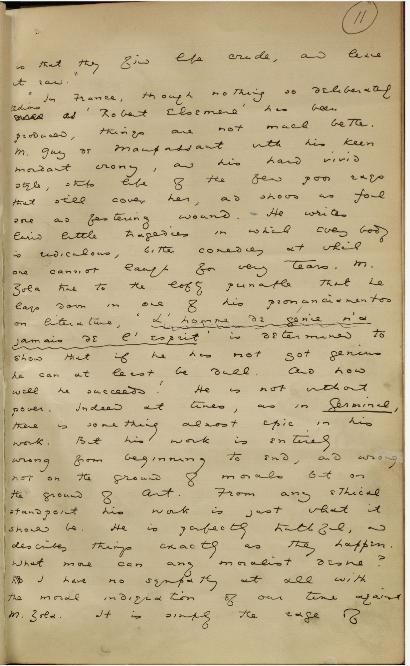 11
so that they find life crude, and leave
it raw."
"In France, though nothing so deliberately
tedious as 'Robert Elsmere' has been
produced, things are not much better.
M. Guy de Maupassant with his keen
mordant irony, and his hard vivid
style, strips life of the few poor rags
that still cover her, and shows us foul
sore and festering wound. – He writes
lurid little tragedies in which everybody
is ridiculous, bitter comedies at which
one cannot laugh for very tears. M.
Zola true to the lofty principle that he
lays down in one of his pronunciamentos
on literature, 'L'homme de genie n'a
jamais de l'esprit' is determined to
show that if he has not got genius
he can at least be dull. And how
well he succeeds! He is not without
power. Indeed at times, as in Germinal,
there is something almost epic in his
work. But his work is entirely
wrong from beginning to end, and wrong
not on the ground of morals but on
the ground of Art. From any ethical
standpoint his work is just what it
should be. He is perfectly truthful, and
describes things exactly as they happen.
What more can any moralist desire?
I have no sympathy at all with
the moral indignation of our time against
M. Zola. It is simply the rage of